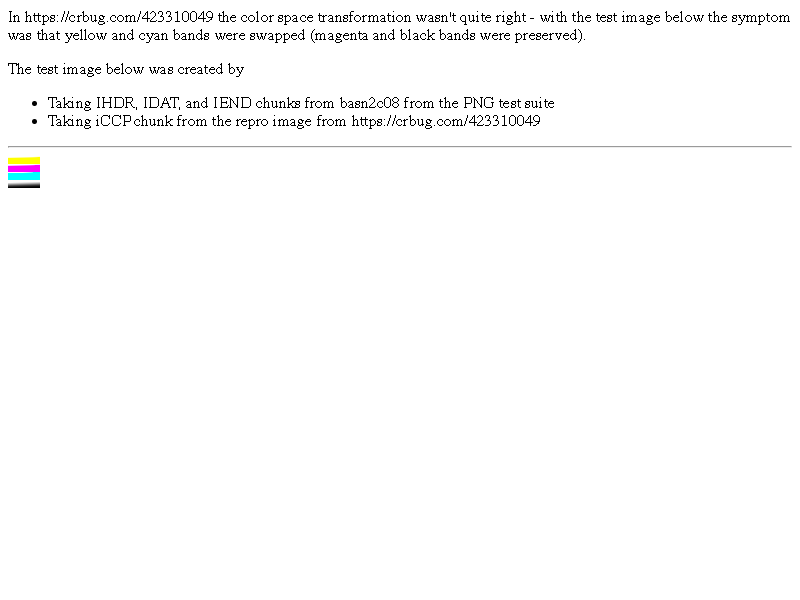 In https://crbug.com/423310049 the color space transformation wasn't quite right - with the test image below the symptom
was that yellow and cyan bands were swapped (magenta and black bands were preserved).
The test image below was created by
• Taking IHDR, IDAT, and IEND chunks from basn2c08 from the PNG test suite
• Taking iCCP chunk from the repro image from https://crbug.com/423310049